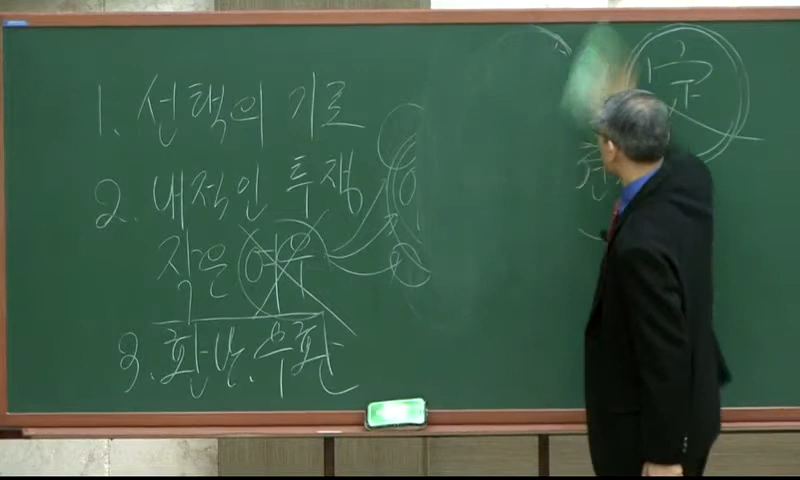 1. 선택의 기로
2. 내적인 투쟁
작은 여우
3. 환난.우환